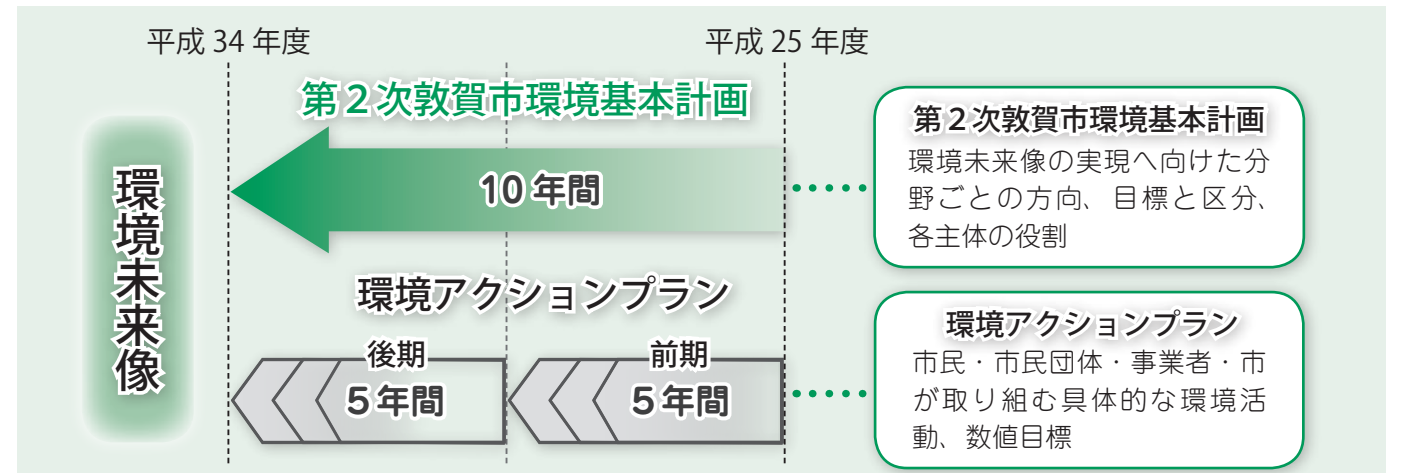 平成 34 年度
平成 25 年度
第２次敦賀市環境基本計画
10 年間
環境未来像
環境アクションプラン
後期
５年間
前期
５年間
第２次敦賀市環境基本計画
環境未来像の実現へ向けた分
野ごとの方向、目標と区分、
各主体の役割
環境アクションプラン
市民・市民団体・事業者・市
が取り組む具体的な環境活
動、数値目標